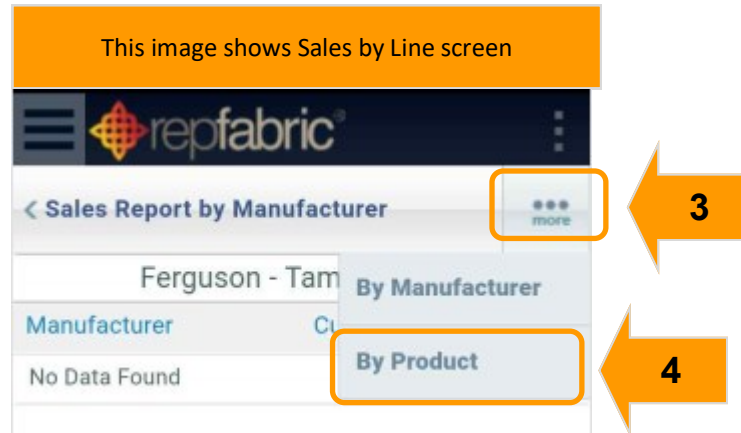 This image shows Sales by Line screen
repfabric®
< Sales Report by Manufacturer
more
3
Ferguson - Tam
By Manufacturer
Manufacturer
No Data Found
By Product
4